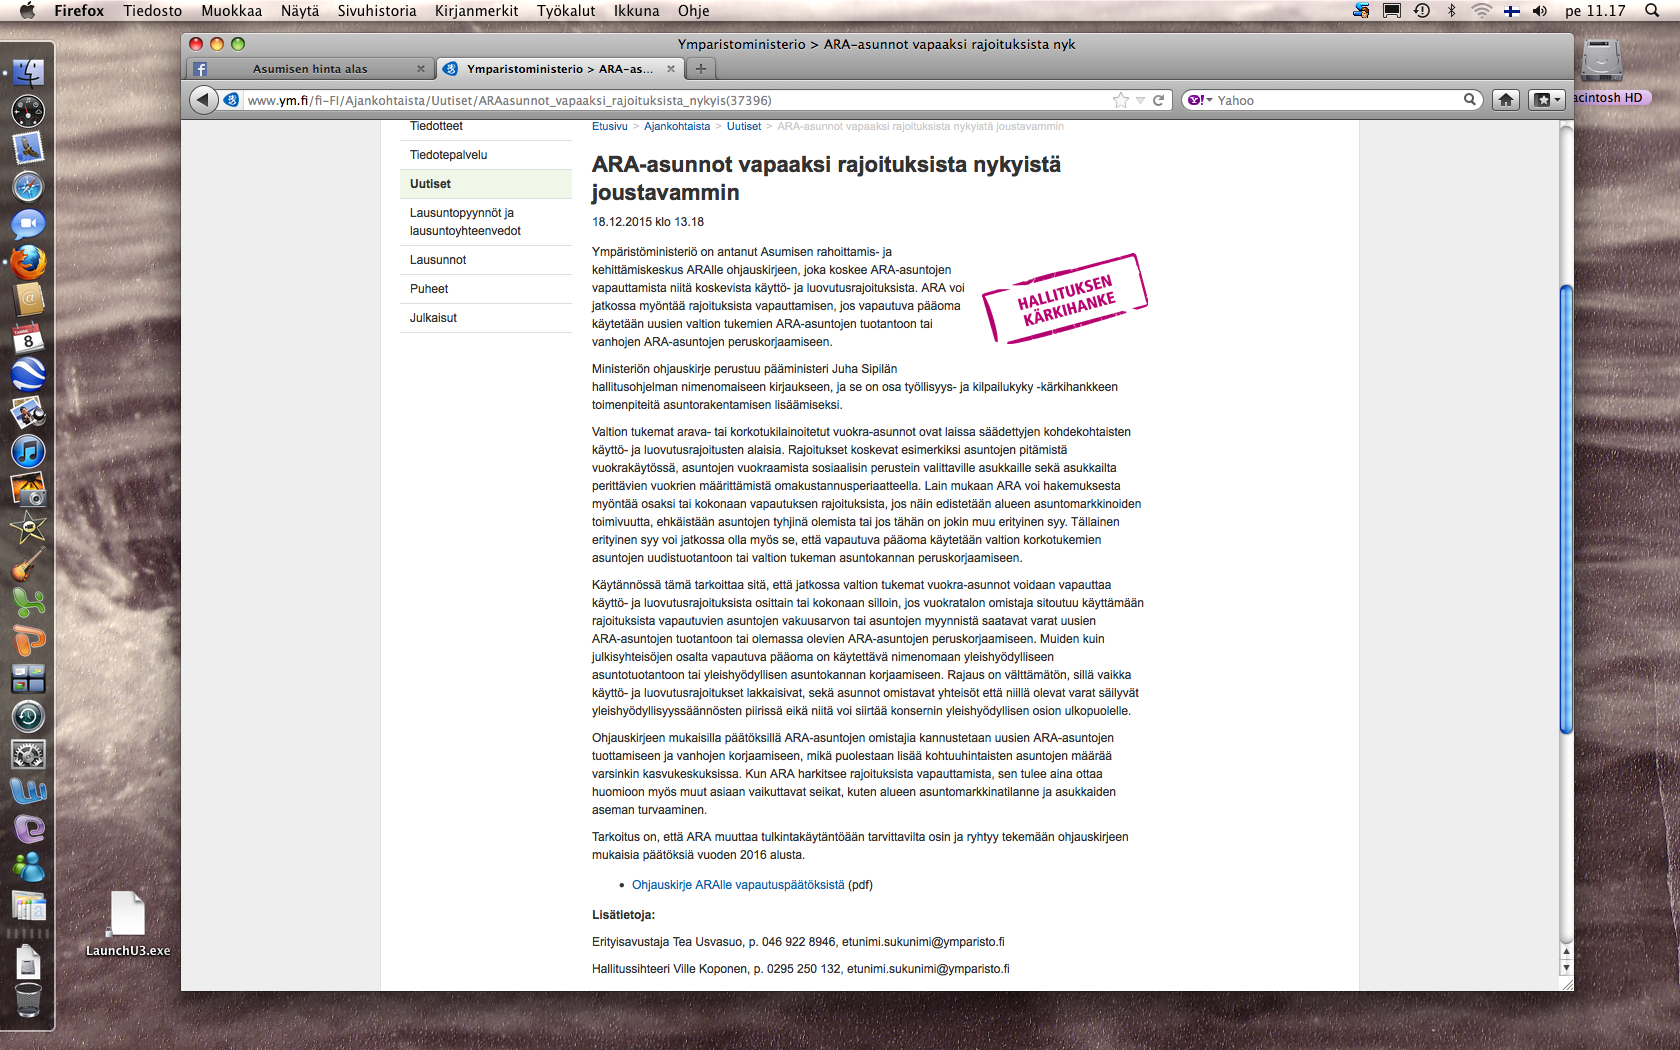 Firefox Tiedosto Muokkaa Näytä Sivuhistoria Kirjanmerkit Työkalut Ikkuna Ohje pe 11.17
Ymparistoministerio > ARA-asunnot vapaaksi rajoituksista nyk
Asumisen hinta alas
Ymparistoministerio > ARA-as...
www.ym.fi/fi-FI/Ajankohtaista/Uutiset/ARAasunnot_vapaaksi_rajoituksista_nykyis(37396)
Yahoo
acintosh HD
Tiedotteet
Tiedotepalvelu
Uutiset
Lausuntopyynnöt ja
lausuntoyhteenvedot
Lausunnot
Puheet
Julkaisut
Etusivu > Ajankohtaista > Uutiset > ARA-asunnot vapaaksi rajoituksista nykyistä joustavammin
ARA-asunnot vapaaksi rajoituksista nykyistä
joustavammin
18.12.2015 klo 13.18
Ympäristöministeriö on antanut Asumisen rahoittamis- ja
kehittämiskeskus ARAlle ohjauskirjeen, joka koskee ARA-asuntojen
vapauttamista niitä koskevista käyttö- ja luovutusrajoituksista. ARA voi
jatkossa myöntää rajoituksista vapauttamisen, jos vapautuva pääoma
käytetään uusien valtion tukemien ARA-asuntojen tuotantoon tai
vanhojen ARA-asuntojen peruskorjaamiseen.
HALLITUKSEN
KÄRKIHANKE
Ministeriön ohjauskirje perustuu pääministeri Juha Sipilän
hallitusohjelman nimenomaiseen kirjaukseen, ja se on osa työllisyys- ja kilpailukyky -kärkihankkeen
toimenpiteitä asuntorakentamisen lisäämiseksi.
Valtion tukemat arava- tai korkotukilainoitetut vuokra-asunnot ovat laissa säädettyjen kohdekohtaisten
käyttö- ja luovutusrajoitusten alaisia. Rajoitukset koskevat esimerkiksi asuntojen pitämistä
vuokrakäytössä, asuntojen vuokraamista sosiaalisin perustein valittaville asukkaille sekä asukkailta
perittävien vuokrien määrittämistä omakustannusperiaatteella. Lain mukaan ARA voi hakemuksesta
myöntää osaksi tai kokonaan vapautuksen rajoituksista, jos näin edistetään alueen asuntomarkkinoiden
toimivuutta, ehkäistään asuntojen tyhjinä olemista tai jos tähän on jokin muu erityinen syy. Tällainen
erityinen syy voi jatkossa olla myös se, että vapautuva pääoma käytetään valtion korkotukemien
asuntojen uudistuotantoon tai valtion tukeman asuntokannan peruskorjaamiseen.
Käytännössä tämä tarkoittaa sitä, että jatkossa valtion tukemat vuokra-asunnot voidaan vapauttaa
käyttö- ja luovutusrajoituksista osittain tai kokonaan silloin, jos vuokratalon omistaja sitoutuu käyttämään
rajoituksista vapautuvien asuntojen vakuusarvon tai asuntojen myynnistä saatavat varat uusien
ARA-asuntojen tuotantoon tai olemassa olevien ARA-asuntojen peruskorjaamiseen. Muiden kuin
julkisyhteisöjen osalta vapautuva pääoma on käytettävä nimenomaan yleishyödylliseen
asuntotuotantoon tai yleishyödyllisen asuntokannan korjaamiseen. Rajaus on välttämätön, sillä vaikka
käyttö- ja luovutusrajoitukset lakkaisivat, sekä asunnot omistavat yhteisöt että niillä olevat varat säilyvät
yleishyödyllisyyssäännösten piirissä eikä niitä voi siirtää konsernin yleishyödyllisen osion ulkopuolelle.
Ohjauskirjeen mukaisilla päätöksillä ARA-asuntojen omistajia kannustetaan uusien ARA-asuntojen
tuottamiseen ja vanhojen korjaamiseen, mikä puolestaan lisää kohtuuhintaisten asuntojen määrää
varsinkin kasvukeskuksissa. Kun ARA harkitsee rajoituksista vapauttamista, sen tulee aina ottaa
huomioon myös muut asiaan vaikuttavat seikat, kuten alueen asuntomarkkinatilanne ja asukkaiden
aseman turvaaminen.
Tarkoitus on, että ARA muuttaa tulkintakäytäntöään tarvittavilta osin ja ryhtyy tekemään ohjauskirjeen
mukaisia päätöksiä vuoden 2016 alusta.
• Ohjauskirje ARAlle vapautuspäätöksistä (pdf)
Lisätietoja:
Erityisavustaja Tea Usvasuo, p. 046 922 8946, etunimi.sukunimi@ymparisto.fi
Hallitussihteeri Ville Koponen, p. 0295 250 132, etunimi.sukunimi@ymparisto.fi
LaunchU3.exe
8